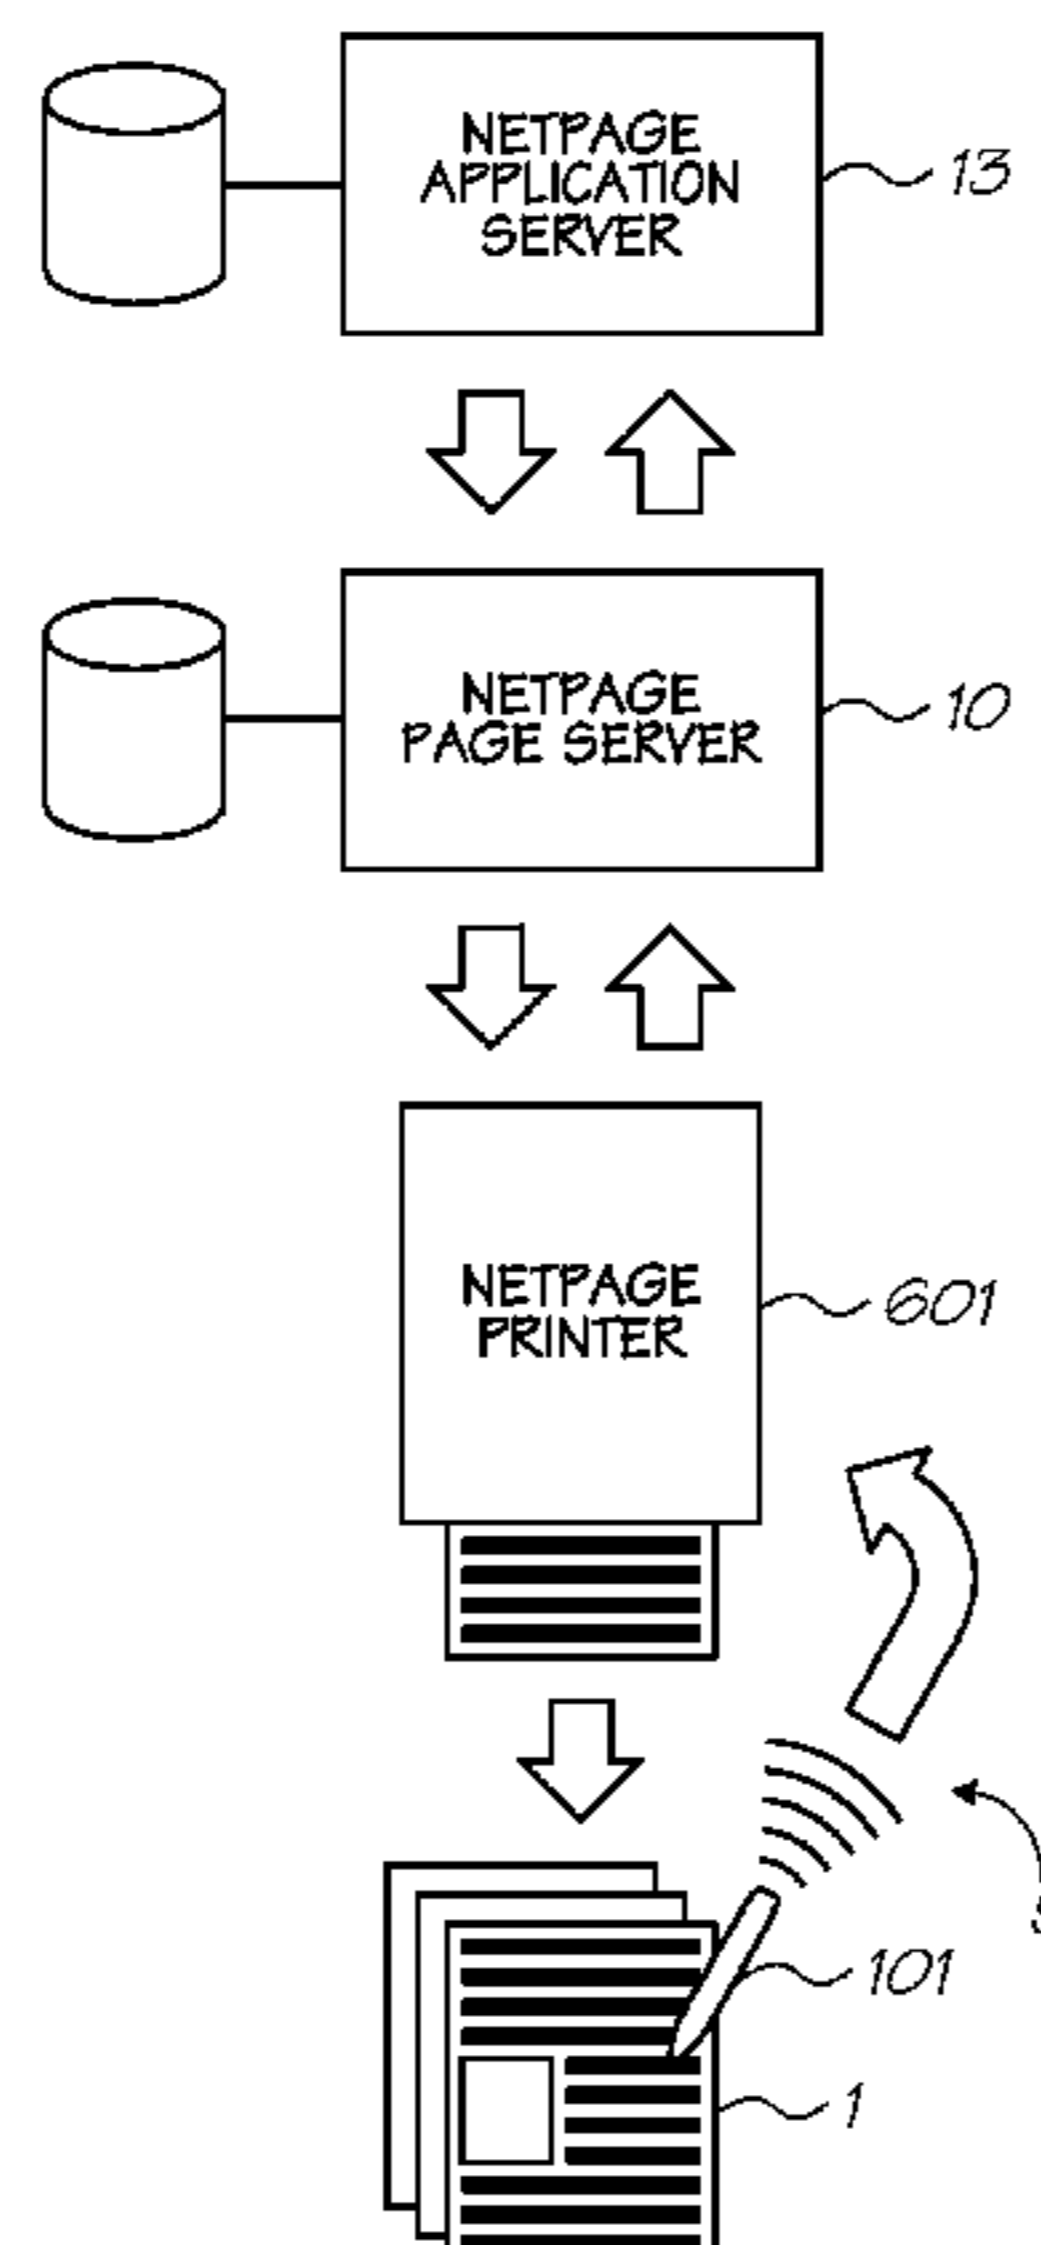 NETPAGE
APPLICATION
SERVER
13
NETPAGE
PAGE SERVER
10
NETPAGE
PRINTER
601
101
1